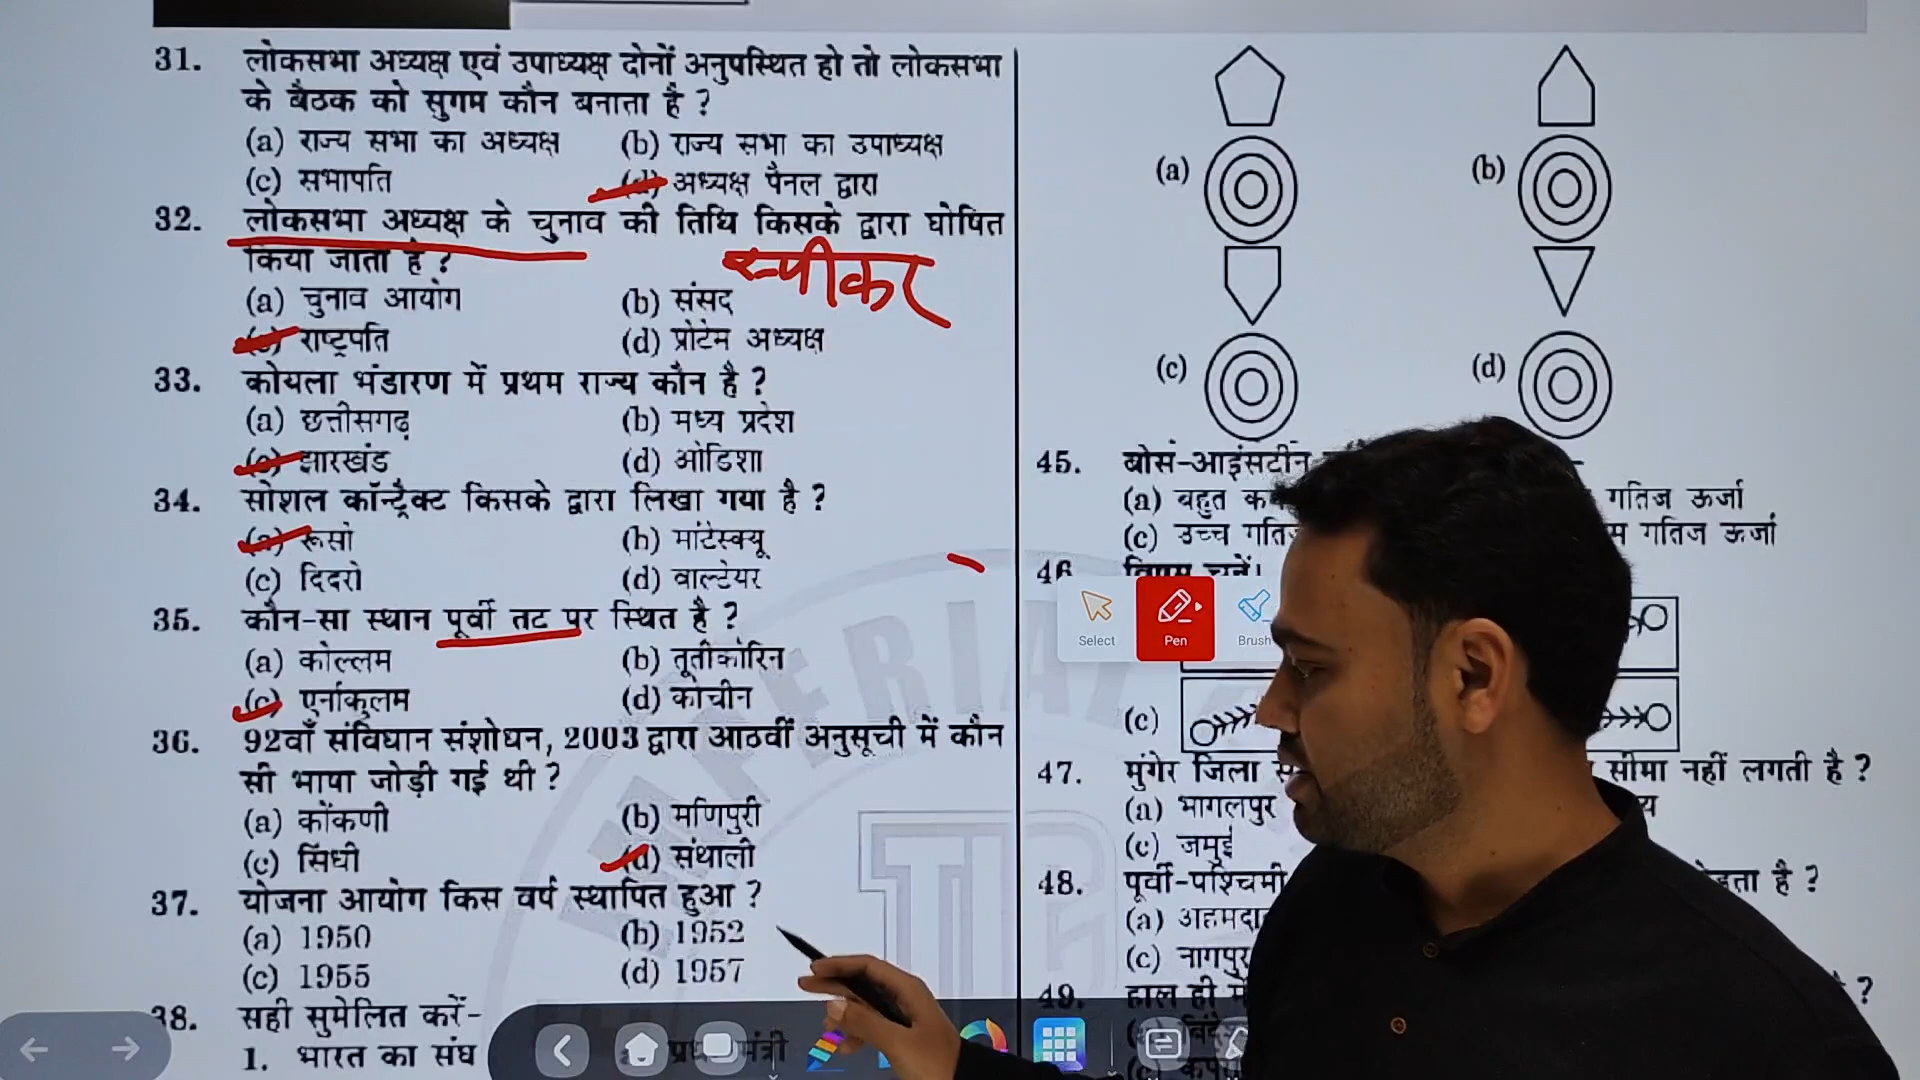 31. लोकसभा अध्यक्ष एवं उपाध्यक्ष दोनों अनुपस्थित हो तो लोकसभा
के बैठक को सुगम कौन बनाता है ?
(a) राज्य सभा का अध्यक्ष (b) राज्य सभा का उपाध्यक्ष
(c) सभापति (d) अध्यक्ष पैनल द्वारा
32. लोकसभा अध्यक्ष के चुनाव की तिथि किसके द्वारा घोषित
किया जाता है ?
स्पीकर
(a) चुनाव आयोग (b) संसद
(c) राष्ट्रपति (d) प्रोटेम अध्यक्ष
33. कोयला भंडारण में प्रथम राज्य कौन है ?
(a) छत्तीसगढ़ (b) मध्य प्रदेश
(c) झारखंड (d) ओडिशा
34. सोशल कॉन्ट्रैक्ट किसके द्वारा लिखा गया है ?
(a) रूसो (b) मांटेस्क्यू
(c) दिदरो (d) वाल्टेयर
35. कौन-सा स्थान पूर्वी तट पर स्थित है ?
(a) कोल्लम (b) तूतीकोरिन
(c) एर्नाकुलम (d) कोचीन
36. 92वाँ संविधान संशोधन, 2003 द्वारा आठवीं अनुसूची में कौन
सी भाषा जोड़ी गई थी ?
(a) कोंकणी (b) मणिपुरी
(c) सिंधी (d) संथाली
37. योजना आयोग किस वर्ष स्थापित हुआ ?
(a) 1950 (b) 1952
(c) 1955 (d) 1957
38. सही सुमेलित करें-
1. भारत का संघ
(a) (b)
(c) (d)
45. बोस-आइंसटीन
(a) बहुत गतिज ऊर्जा
(c) उच्च गतिज ऊर्जा
46. विषम चुनें।
Select Pen Brush
(c)
47. मुंगेर जिला सीमा नहीं लगती है ?
(a) भागलपुर
(c) जमुई
48. पूर्वी-पश्चिमी है ?
(a)
(c) नागपुर
49. हाल ही में ?